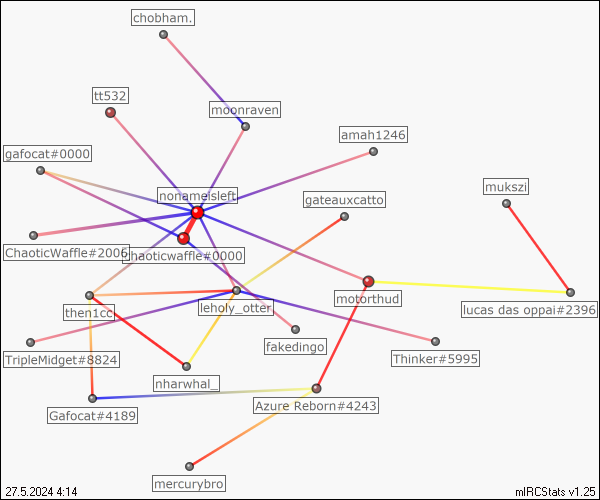 chobham.
tt532
moonraven
amah1246
gafocat#0000
mukszi
nonameisleft
gateauxcatto
ChaoticWaffle#2006
chaoticwaffle#0000
motorthud
lucas das oppai#2396
then1cc
leholy_otter
fakedingo
TripleMidget#8824
Thinker#5995
nharwhal_
Gafocat#4189
Azure Reborn#4243
mercurybro
27.5.2024 4:14
mIRCStats v1.25